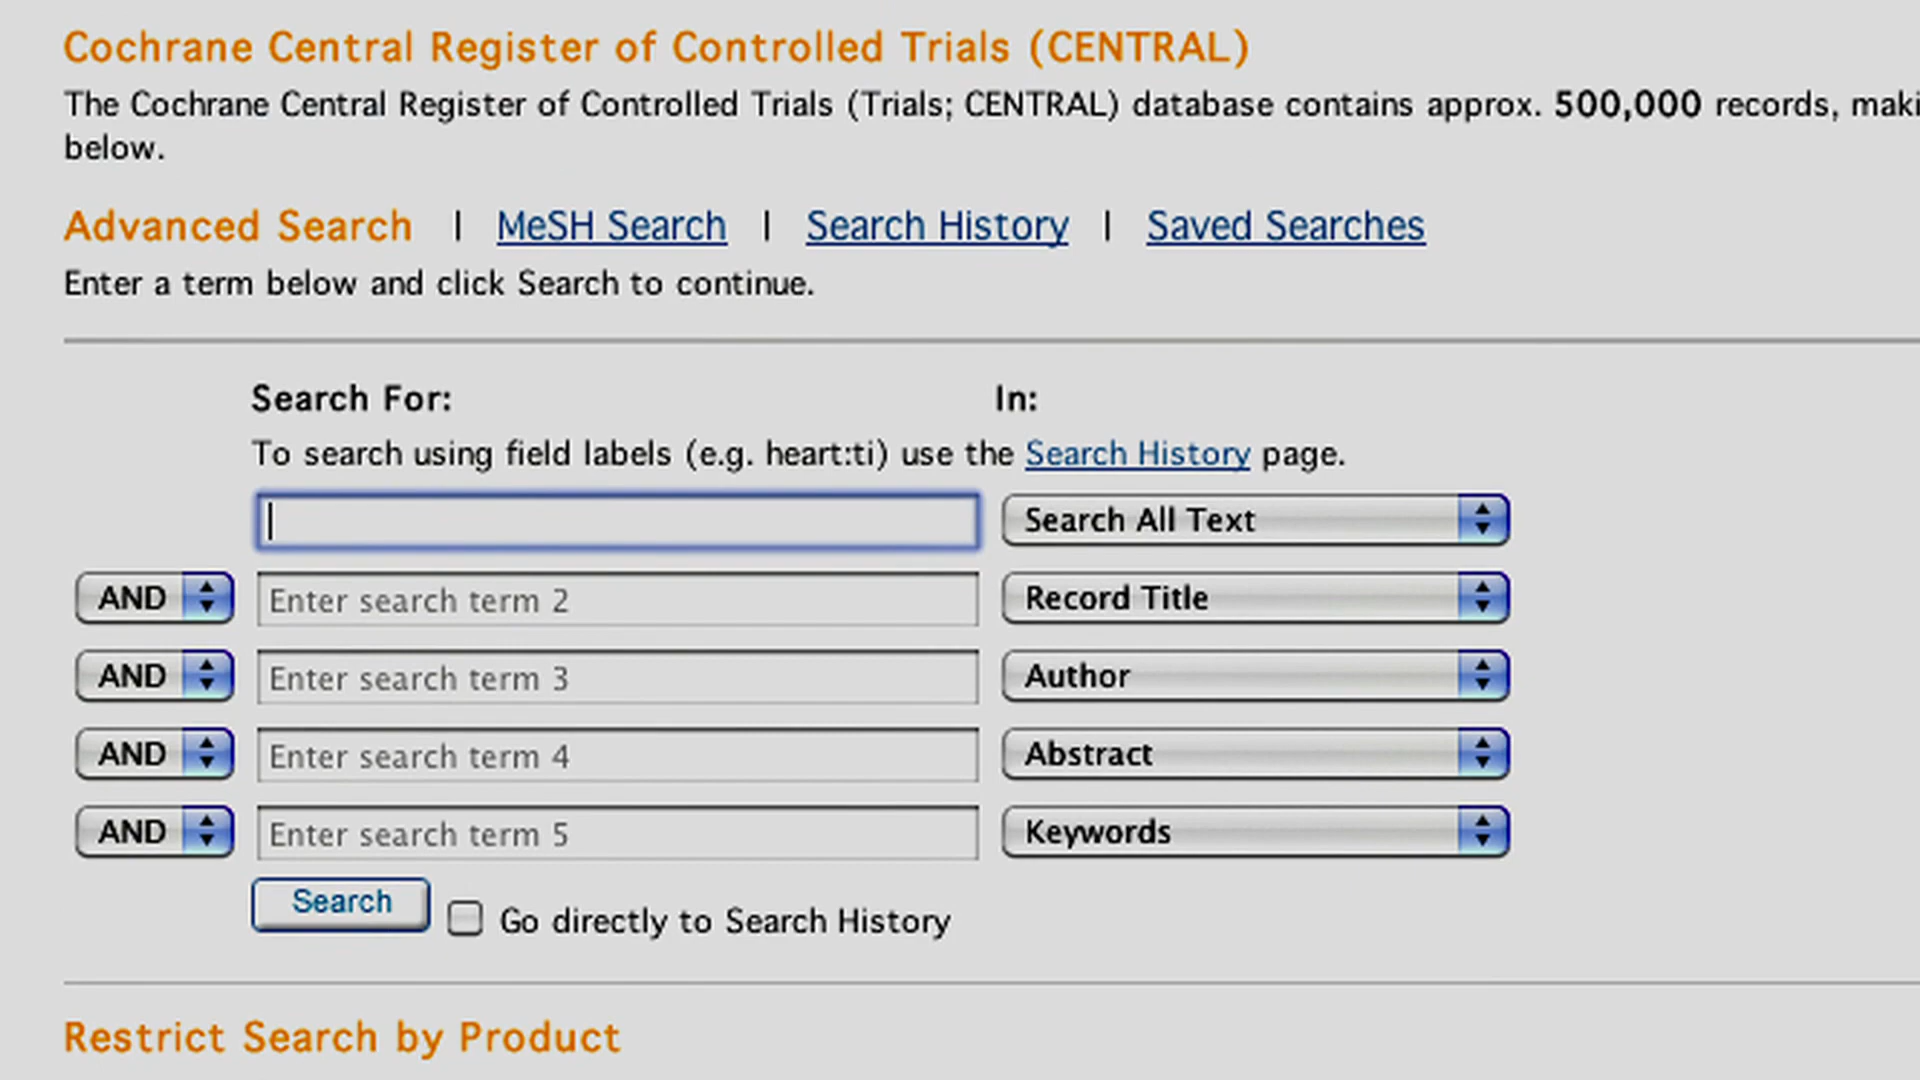 Cochrane Central Register of Controlled Trials (CENTRAL)
The Cochrane Central Register of Controlled Trials (Trials; CENTRAL) database contains approx. 500,000 records, maki
below.
Advanced Search | MeSH Search | Search History | Saved Searches
Enter a term below and click Search to continue.
Search For: In:
To search using field labels (e.g. heart:ti) use the Search History page.
Search All Text
AND Enter search term 2 Record Title
AND Enter search term 3 Author
AND Enter search term 4 Abstract
AND Enter search term 5 Keywords
Search Go directly to Search History
Restrict Search by Product